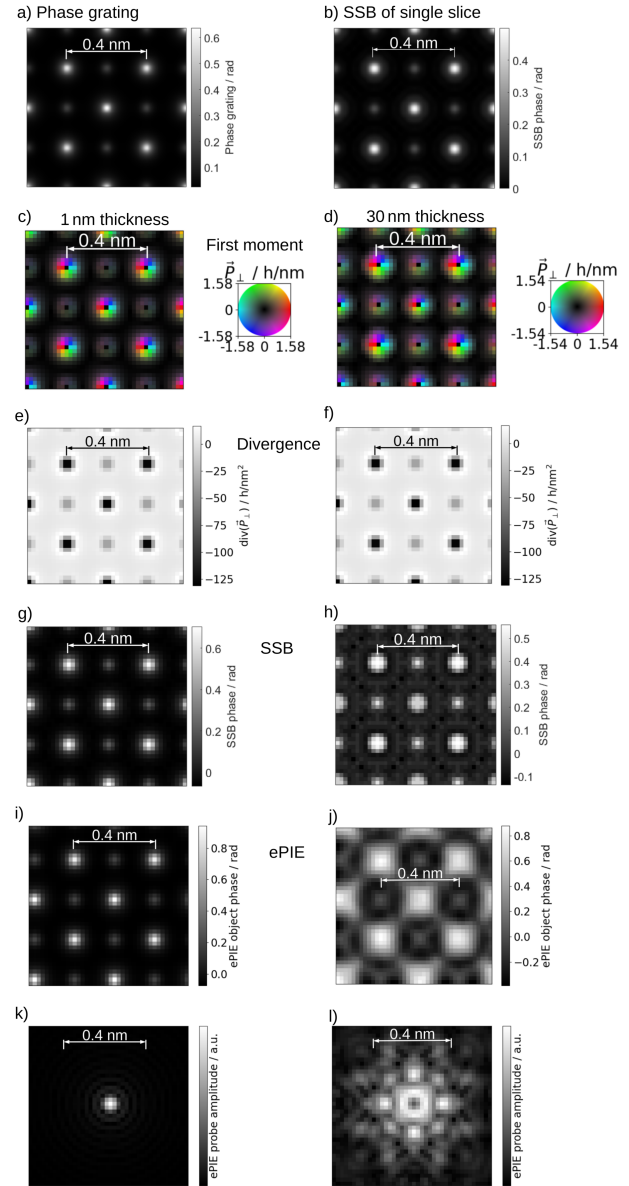 a) Phase grating
b) SSB of single slice
0.4 nm
0.6
0.5
0.4
0.3
0.2
0.1
Phase grating / rad
0.4 nm
0.4
0.3
0.2
0.1
0
SSB phase / rad
c) 1 nm thickness
0.4 nm
First moment
P⃗⊥ / h/nm
1.58
0
-1.58
-1.58 0 1.58
d) 30 nm thickness
0.4 nm
P⃗⊥ / h/nm
1.54
0
-1.54
-1.54 0 1.54
e)
0.4 nm
0
−25
−50
−75
−100
−125
div(P⃗⊥) / h/nm²
Divergence
f)
0.4 nm
0
−25
−50
−75
−100
−125
div(P⃗⊥) / h/nm²
g)
0.4 nm
0.6
0.4
0.2
0
SSB phase / rad
SSB
h)
0.4 nm
0.5
0.4
0.3
0.2
0.1
0
-0.1
SSB phase / rad
i)
0.4 nm
0.8
0.6
0.4
0.2
0.0
ePIE object phase / rad
ePIE
j)
0.4 nm
0.8
0.6
0.4
0.2
0.0
−0.2
ePIE object phase / rad
k)
0.4 nm
ePIE probe amplitude / a.u.
l)
0.4 nm
ePIE probe amplitude / a.u.